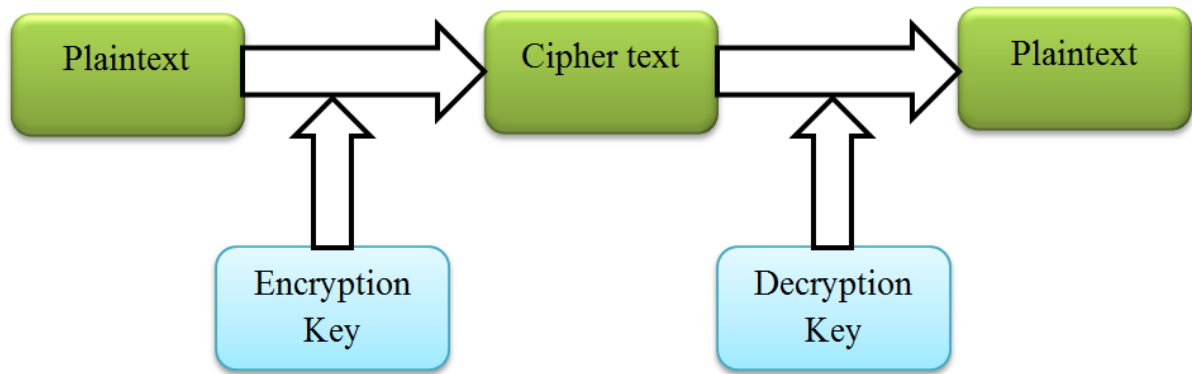 Plaintext
Cipher text
Plaintext
Encryption
Key
Decryption
Key